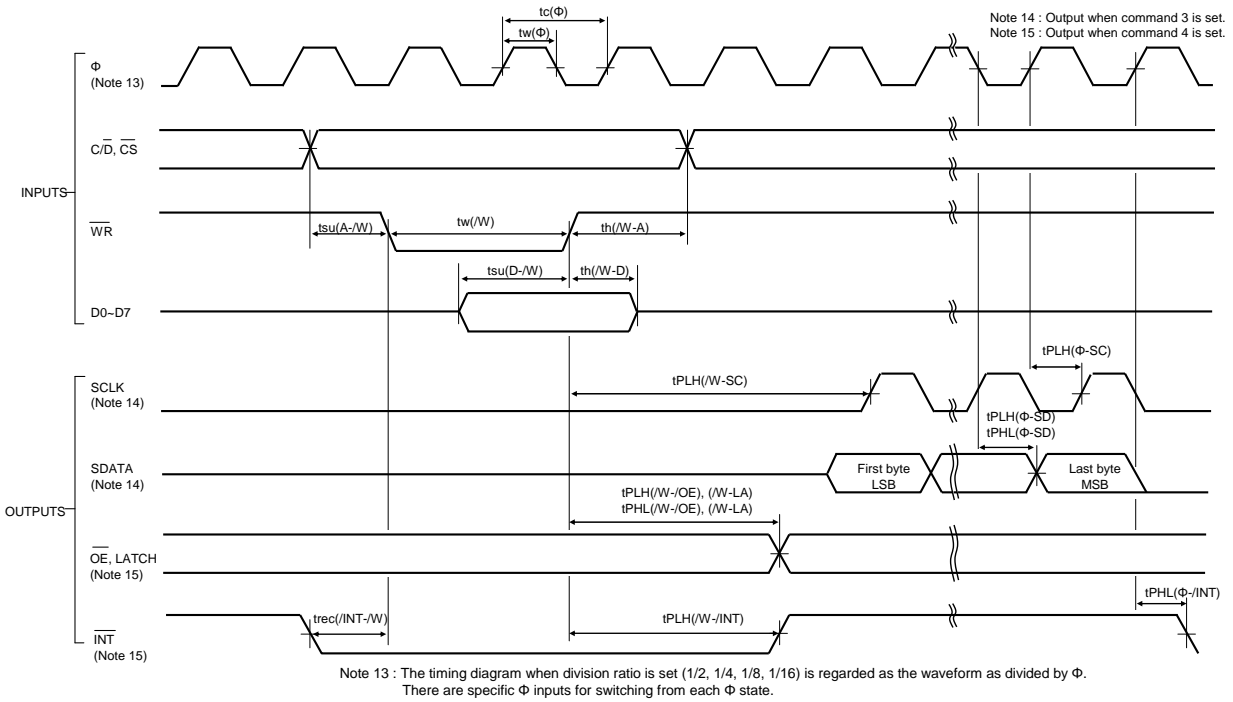 Note 14 : Output when command 3 is set.
Note 15 : Output when command 4 is set.
tc(Φ)
tw(Φ)
Φ
(Note 13)
C/D, CS
INPUTS
WR
tsu(A-/W)
tw(/W)
th(/W-A)
tsu(D-/W)
th(/W-D)
D0~D7
tPLH(Φ-SC)
SCLK
(Note 14)
tPLH(/W-SC)
tPLH(Φ-SD)
tPHL(Φ-SD)
SDATA
(Note 14)
First byte
LSB
Last byte
MSB
OUTPUTS
tPLH(/W-/OE), (/W-LA)
tPHL(/W-/OE), (/W-LA)
OE, LATCH
(Note 15)
tPHL(Φ-/INT)
trec(/INT-/W)
tPLH(/W-/INT)
INT
(Note 15)
Note 13 : The timing diagram when division ratio is set (1/2, 1/4, 1/8, 1/16) is regarded as the waveform as divided by Φ.
There are specific Φ inputs for switching from each Φ state.